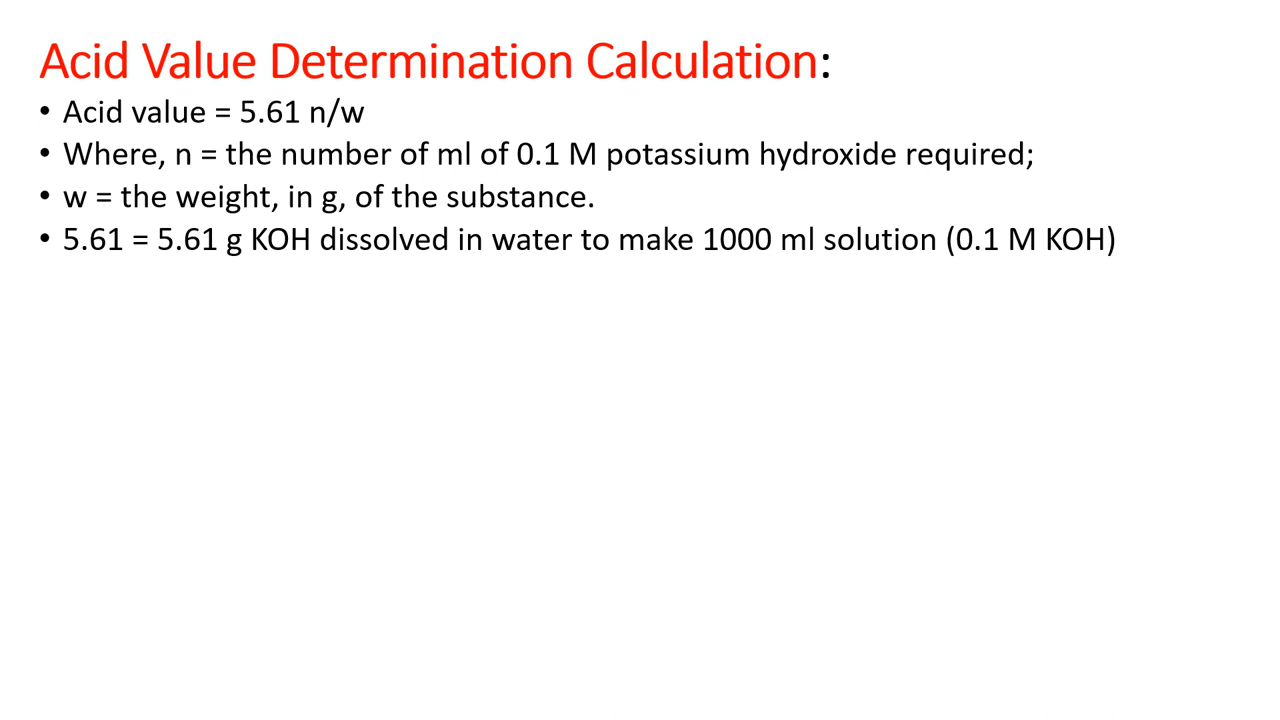 Acid Value Determination Calculation:
• Acid value = 5.61 n/w
• Where, n = the number of ml of 0.1 M potassium hydroxide required;
• w = the weight, in g, of the substance.
• 5.61 = 5.61 g KOH dissolved in water to make 1000 ml solution (0.1 M KOH)